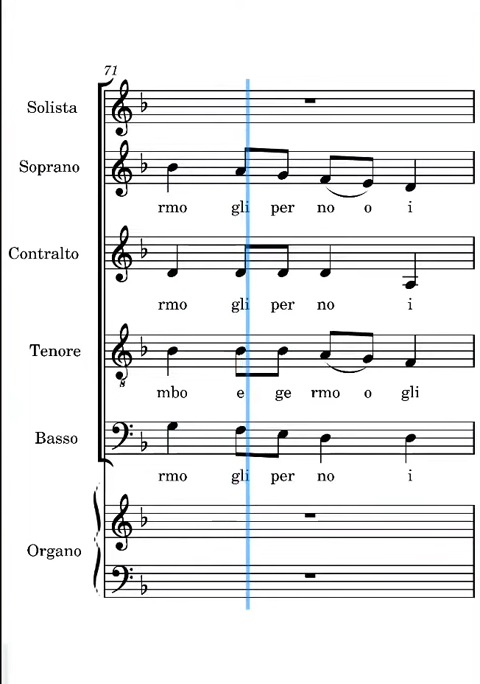 71
Solista
Soprano
rmo gli per no o i
Contralto
rmo gli per no i
Tenore
8
mbo e ge rmo o gli
Basso
rmo gli per no i
Organo